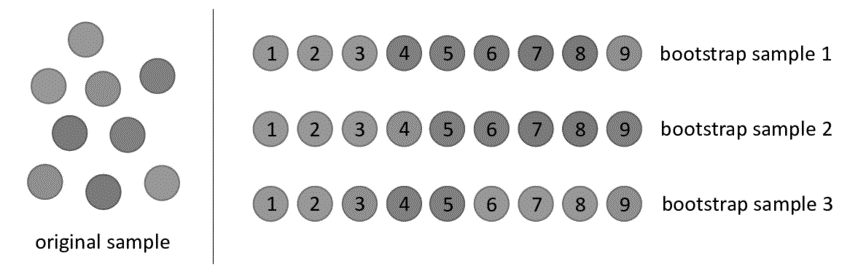 1 2 3 4 5 6 7 8 9 bootstrap sample 1
1 2 3 4 5 6 7 8 9 bootstrap sample 2
1 2 3 4 5 6 7 8 9 bootstrap sample 3
original sample